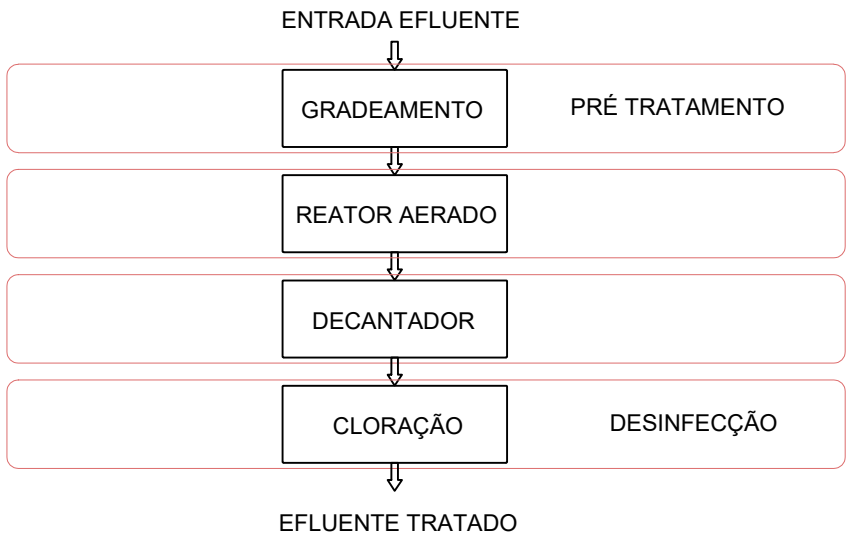 ENTRADA EFLUENTE
GRADEAMENTO
PRÉ TRATAMENTO
REATOR AERADO
DECANTADOR
CLORAÇÃO
DESINFECÇÃO
EFLUENTE TRATADO